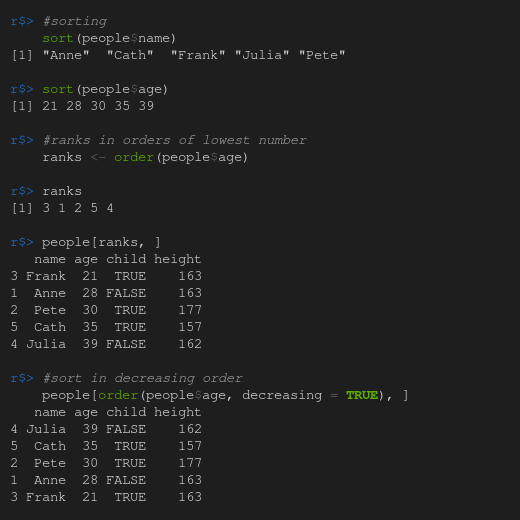 r$> #sorting
    sort(people$name)
[1] "Anne"  "Cath"  "Frank" "Julia" "Pete"
r$> sort(people$age)
[1] 21 28 30 35 39
r$> #ranks in orders of lowest number
    ranks <- order(people$age)
r$> ranks
[1] 3 1 2 5 4
r$> people[ranks, ]
   name age child height
3 Frank  21  TRUE    163
1  Anne  28 FALSE    163
2  Pete  30  TRUE    177
5  Cath  35  TRUE    157
4 Julia  39 FALSE    162
r$> #sort in decreasing order
    people[order(people$age, decreasing = TRUE), ]
   name age child height
4 Julia  39 FALSE    162
5  Cath  35  TRUE    157
2  Pete  30  TRUE    177
1  Anne  28 FALSE    163
3 Frank  21  TRUE    163